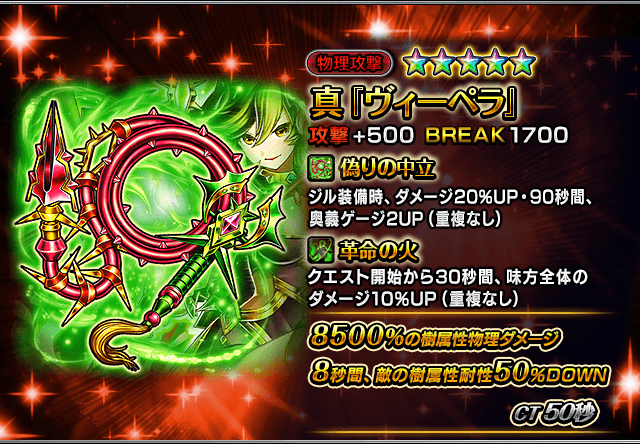 物理攻撃
真『ヴィーペラ』
攻撃+500 BREAK1700
偽りの中立
ジル装備時、ダメージ20%UP・90秒間、
奥義ゲージ2UP(重複なし)
革命の火
クエスト開始から30秒間、味方全体の
ダメージ10%UP(重複なし)
8500%の樹属性物理ダメージ
8秒間、敵の樹属性耐性50%DOWN
CT50秒